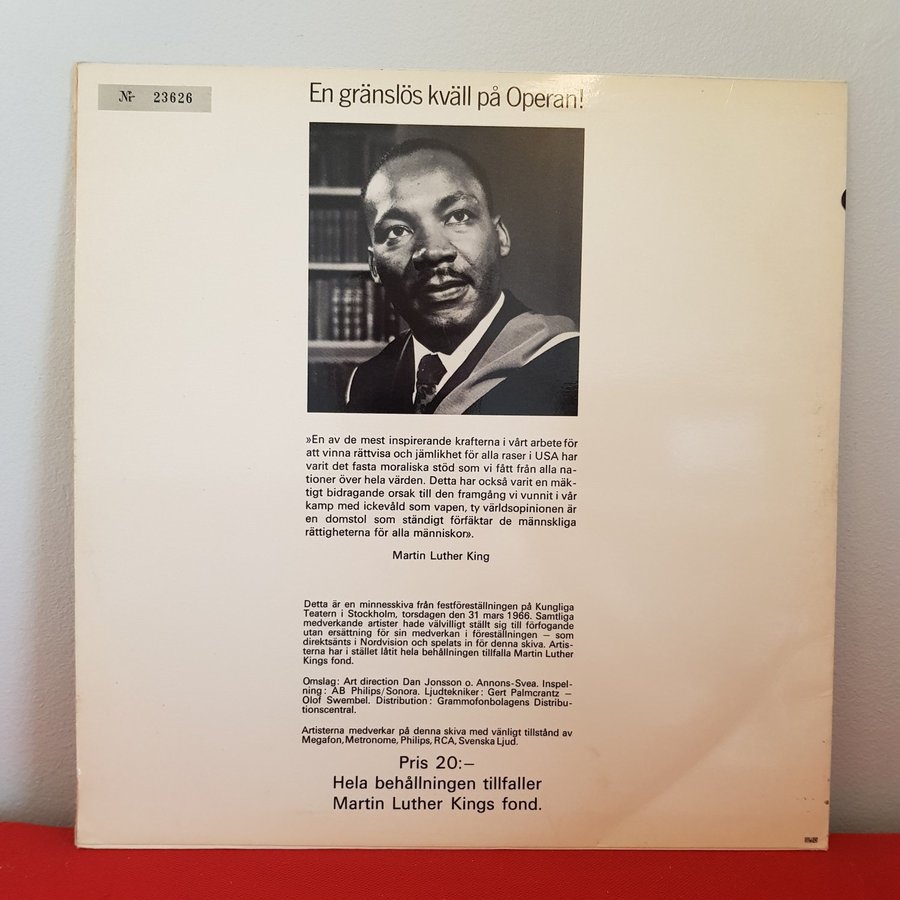 Nr 23626
En gränslös kväll på Operan!
»En av de mest inspirerande krafterna i vårt arbete för
att vinna rättvisa och jämlikhet för alla raser i USA har
varit det fasta moraliska stöd som vi fått från alla na-
tioner över hela värden. Detta har också varit en mäk-
tigt bidragande orsak till den framgång vi vunnit i vår
kamp med ickevåld som vapen, ty världsopinionen är
en domstol som ständigt förfäktar de männskliga
rättigheterna för alla människor».
Martin Luther King
Detta är en minnesskiva från festföreställningen på Kungliga
Teatern i Stockholm, torsdagen den 31 mars 1966. Samtliga
medverkande artister hade välvilligt ställt sig till förfogande
utan ersättning för sin medverkan i föreställningen — som
direktsänts i Nordvision och spelats in för denna skiva. Artis-
terna har i stället låtit hela behållningen tillfalla Martin Luther
Kings fond.
Omslag: Art direction Dan Jonsson o. Annons-Svea. Inspel-
ning: AB Philips/Sonora. Ljudtekniker: Gert Palmcrantz —
Olof Swembel. Distribution: Grammofonbolagens Distribu-
tionscentral.
Artisterna medverkar på denna skiva med vänligt tillstånd av
Megafon, Metronome, Philips, RCA, Svenska Ljud.
Pris 20:—
Hela behållningen tillfaller
Martin Luther Kings fond.